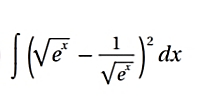 ∫(√eˣ − 1/√eˣ)² dx